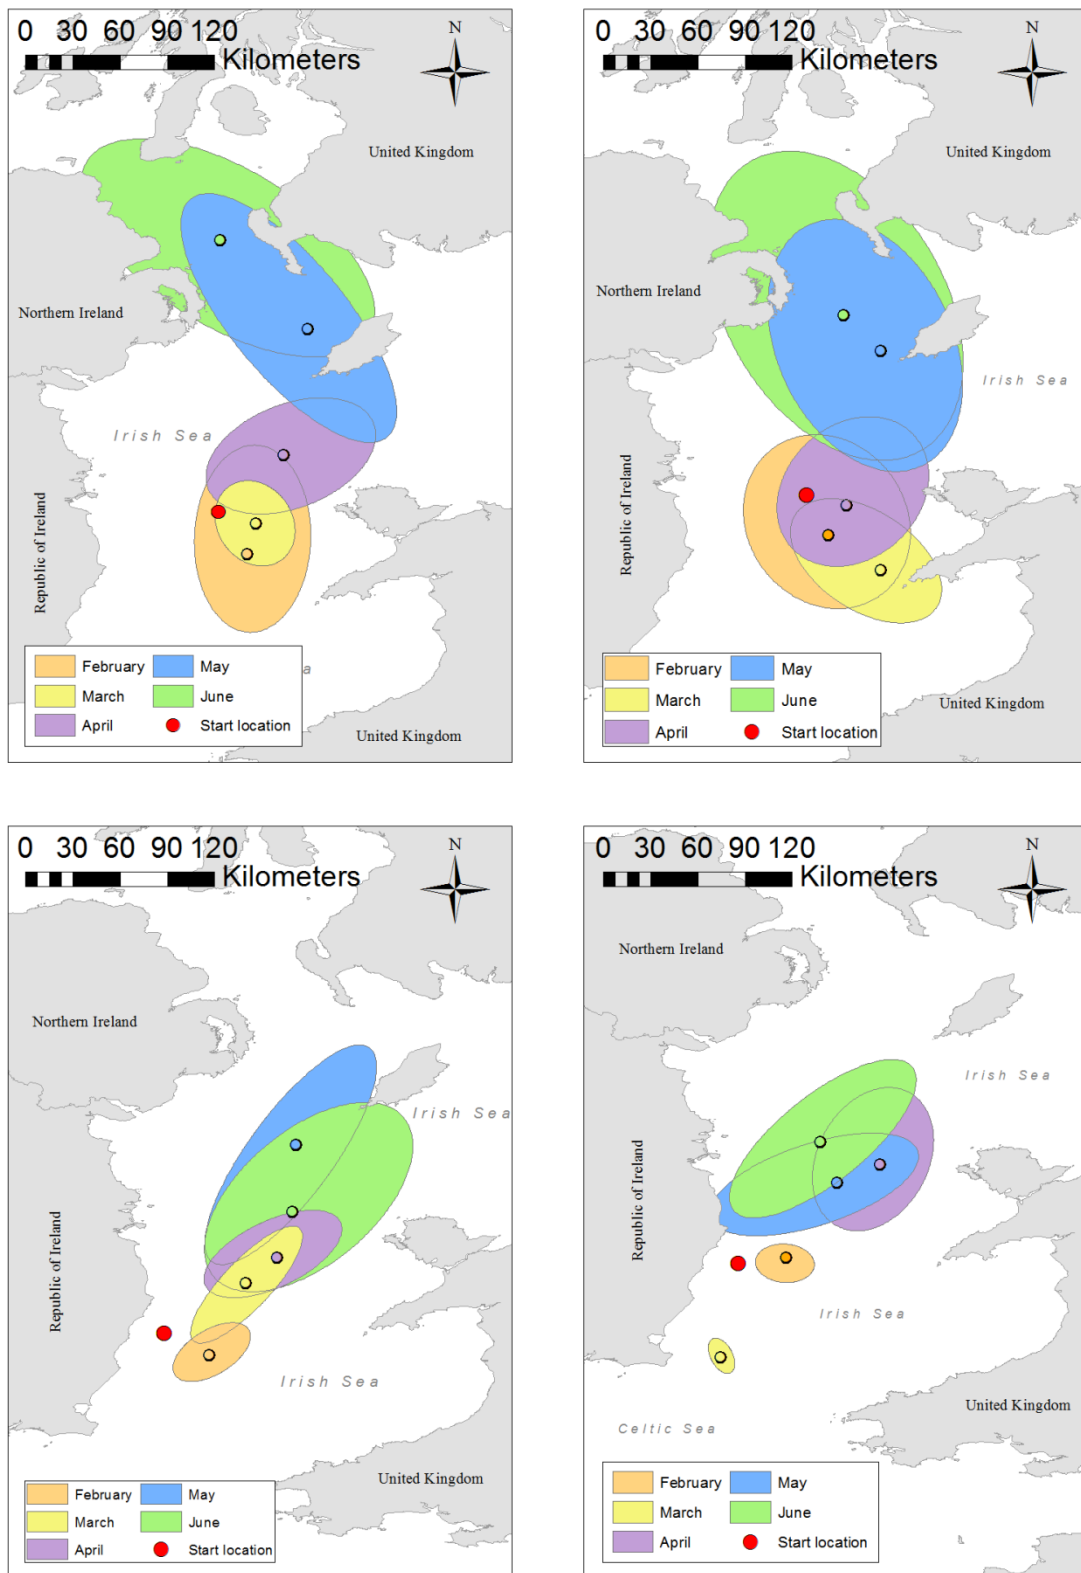 0 30 60 90 120
Kilometers
N
United Kingdom
Northern Ireland
Irish Sea
Republic of Ireland
a
February May
March June
April Start location
United Kingdom
0 30 60 90 120
Kilometers
N
United Kingdom
Northern Ireland
Irish Sea
Republic of Ireland
February May
March June
April Start location
United Kingdom
0 30 60 90 120
Kilometers
N
Northern Ireland
Irish Sea
Republic of Ireland
Irish Sea
United Kingdom
February May
March June
April Start location
0 30 60 90 120
Kilometers
N
Northern Ireland
Irish Sea
Republic of Ireland
Irish Sea
United Kingdom
Celtic Sea
February May
March June
April Start location